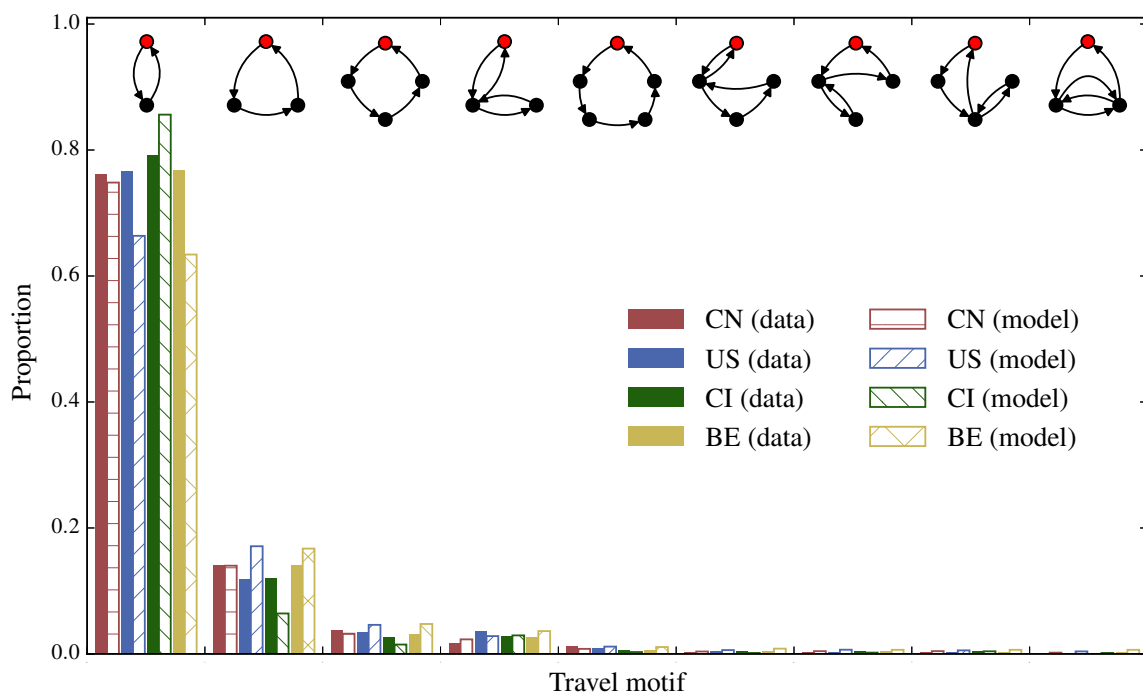 1.0
0.8
0.6
0.4
0.2
0.0
Proportion
CN (data) CN (model)
US (data) US (model)
CI (data) CI (model)
BE (data) BE (model)
Travel motif